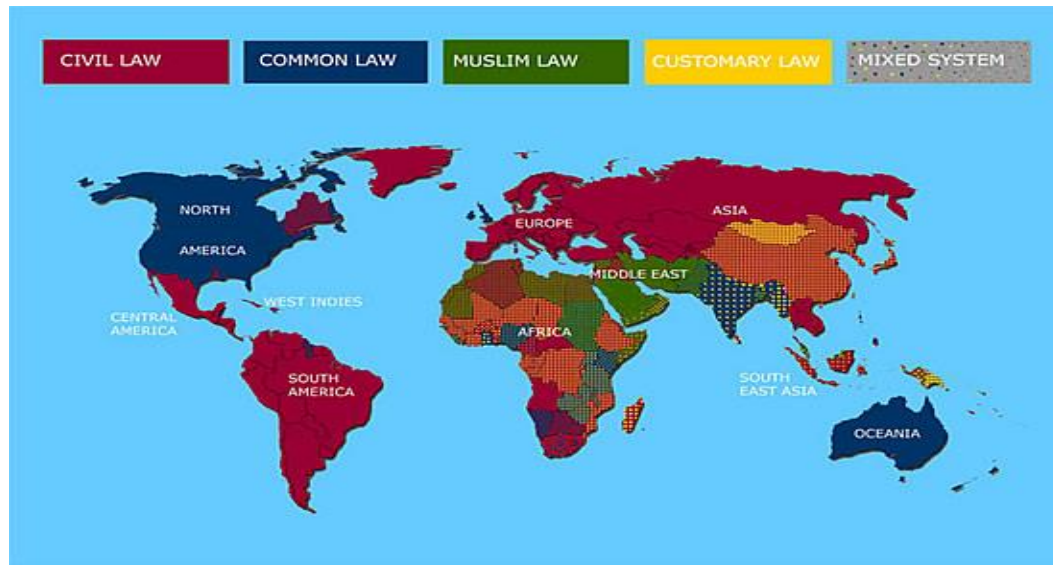 CIVIL LAW
COMMON LAW
MUSLIM LAW
CUSTOMARY LAW
MIXED SYSTEM
NORTH
AMERICA
EUROPE
ASIA
MIDDLE EAST
WEST INDIES
CENTRAL
AMERICA
AFRICA
SOUTH
AMERICA
SOUTH
EAST ASIA
OCEANIA